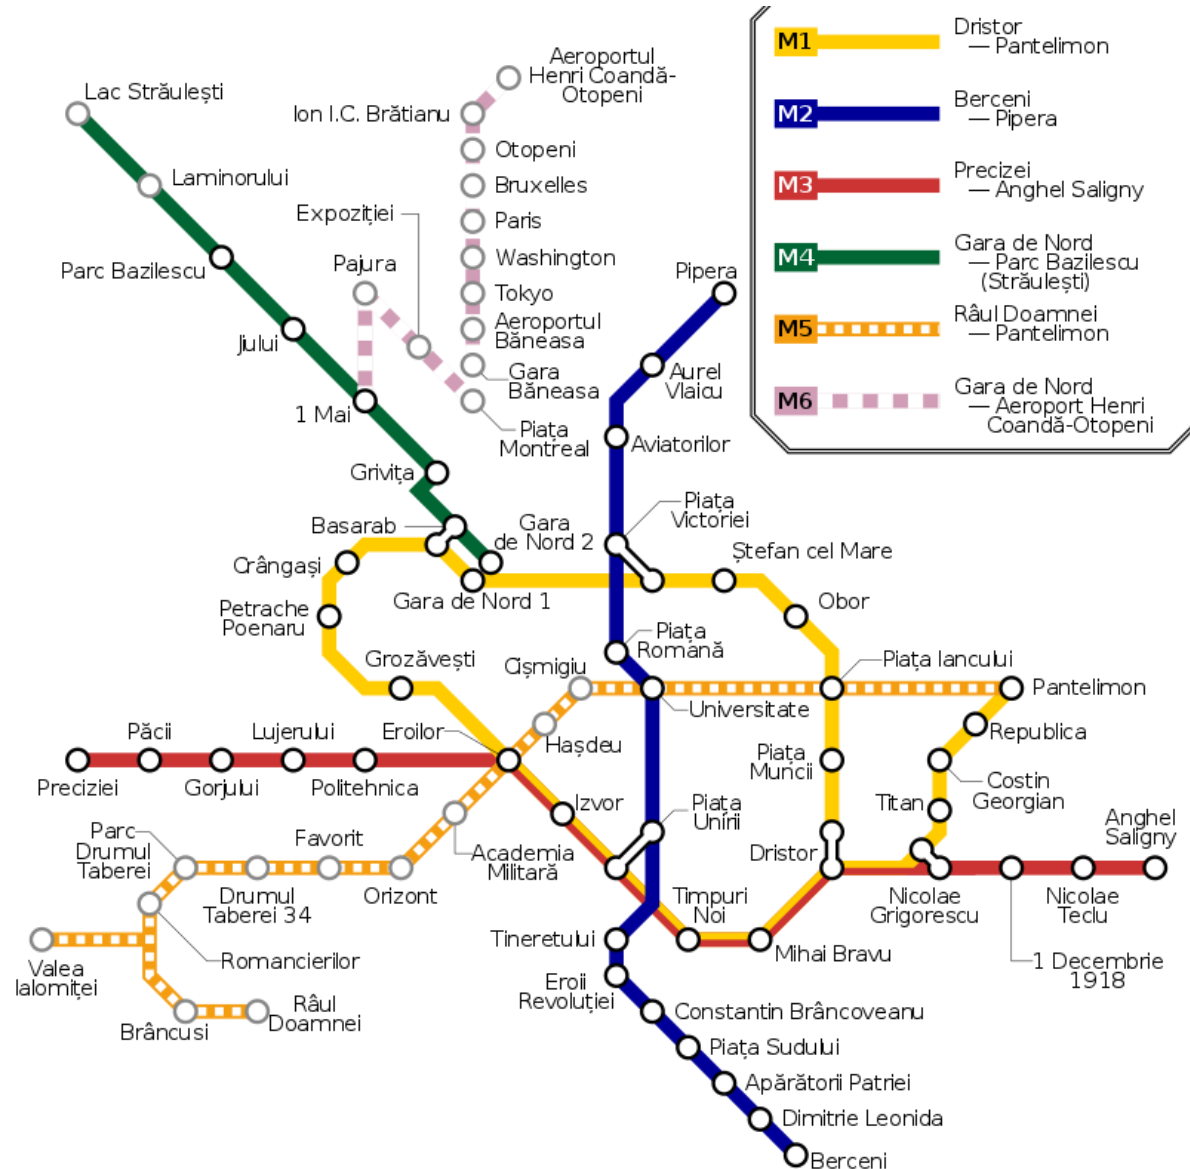 Lac Străulești
Laminorului
Parc Bazilescu
Jiului
1 Mai
Grivița
Basarab
Gara
de Nord 2
Gara de Nord 1
Crângași
Petrache
Poenaru
Grozăvești
Aeroportul
Henri Coandă-
Otopeni
Ion I.C. Brătianu
Otopeni
Bruxelles
Paris
Washington
Tokyo
Aeroportul
Băneasa
Gara
Băneasa
Piața
Montreal
Expoziției
Pajura
Pipera
Aurel
Vlaicu
Aviatorilor
Piața
Victoriei
Ștefan cel Mare
Obor
Piața
Romană
Piața Iancului
Pantelimon
Universitate
Republica
Cișmigiu
Hașdeu
Eroilor
Păcii
Lujerului
Preciziei
Gorjului
Politehnica
Izvor
Piața
Unirii
Piața
Muncii
Costin
Georgian
Titan
Anghel
Saligny
Dristor
Nicolae
Grigorescu
Nicolae
Teclu
1 Decembrie
1918
Timpuri
Noi
Mihai Bravu
Parc
Drumul
Taberei
Favorit
Drumul
Taberei 34
Orizont
Academia
Militară
Romancierilor
Valea
Ialomiței
Brâncusi
Râul
Doamnei
Tineretului
Eroii
Revoluției
Constantin Brâncoveanu
Piața Sudului
Apărătorii Patriei
Dimitrie Leonida
Berceni
M1
Dristor
— Pantelimon
M2
Berceni
— Pipera
M3
Precizei
— Anghel Saligny
M4
Gara de Nord
— Parc Bazilescu
(Străulești)
M5
Râul Doamnei
— Pantelimon
M6
Gara de Nord
— Aeroport Henri
Coandă-Otopeni